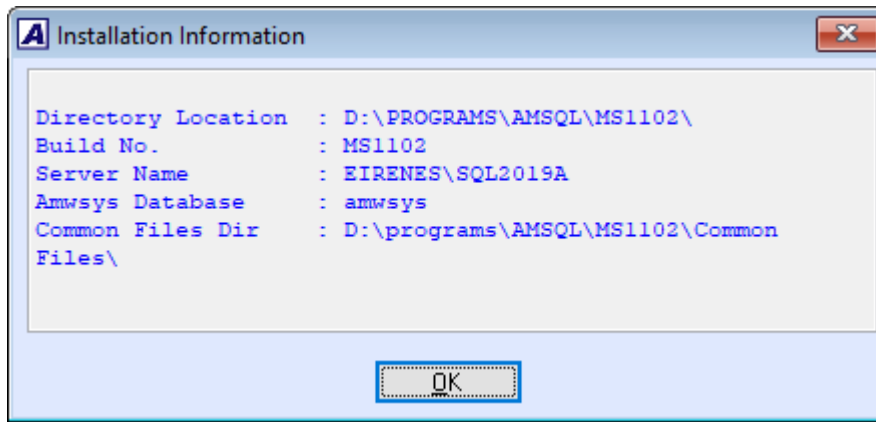 A Installation Information
Directory Location : D:\PROGRAMS\AMSQL\MS1102\
Build No. : MS1102
Server Name : EIRENES\SQL2019A
Amwsys Database : amwsys
Common Files Dir : D:\programs\AMSQL\MS1102\Common
Files\
OK